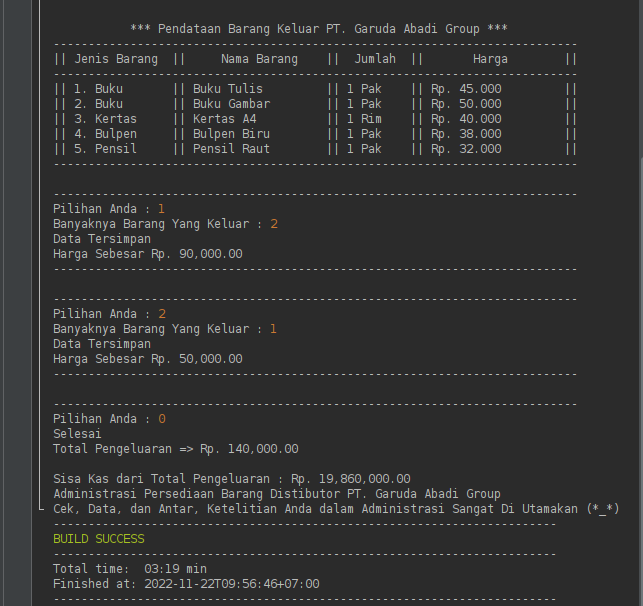 *** Pendataan Barang Keluar PT. Garuda Abadi Group ***
---------------------------------------------------------------------------
|| Jenis Barang || Nama Barang || Jumlah || Harga ||
---------------------------------------------------------------------------
|| 1. Buku || Buku Tulis || 1 Pak || Rp. 45.000 ||
|| 2. Buku || Buku Gambar || 1 Pak || Rp. 50.000 ||
|| 3. Kertas || Kertas A4 || 1 Rim || Rp. 40.000 ||
|| 4. Bulpen || Bulpen Biru || 1 Pak || Rp. 38.000 ||
|| 5. Pensil || Pensil Raut || 1 Pak || Rp. 32.000 ||
---------------------------------------------------------------------------
---------------------------------------------------------------------------
Pilihan Anda : 1
Banyaknya Barang Yang Keluar : 2
Data Tersimpan
Harga Sebesar Rp. 90,000.00
---------------------------------------------------------------------------
---------------------------------------------------------------------------
Pilihan Anda : 2
Banyaknya Barang Yang Keluar : 1
Data Tersimpan
Harga Sebesar Rp. 50,000.00
---------------------------------------------------------------------------
---------------------------------------------------------------------------
Pilihan Anda : 0
Selesai
Total Pengeluaran => Rp. 140,000.00
Sisa Kas dari Total Pengeluaran : Rp. 19,860,000.00
Administrasi Persediaan Barang Distibutor PT. Garuda Abadi Group
Cek, Data, dan Antar, Ketelitian Anda dalam Administrasi Sangat Di Utamakan (*_*)
------------------------------------------------------------------------
BUILD SUCCESS
------------------------------------------------------------------------
Total time: 03:19 min
Finished at: 2022-11-22T09:56:46+07:00
------------------------------------------------------------------------